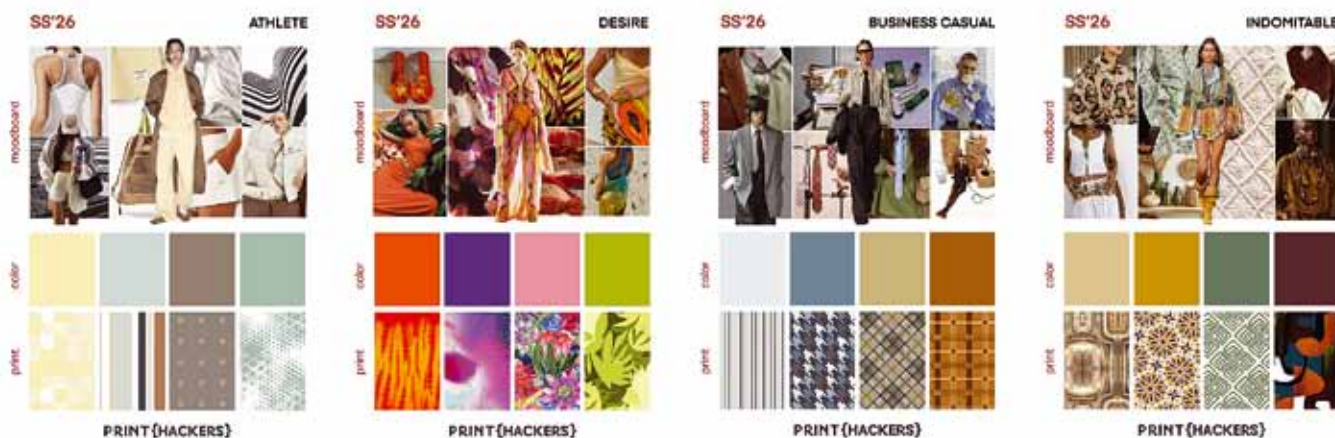 SS'26 ATHLETE
moodboard
color
print
PRINT{HACKERS}
SS'26 DESIRE
moodboard
color
print
PRINT{HACKERS}
SS'26 BUSINESS CASUAL
moodboard
color
print
PRINT{HACKERS}
SS'26 INDOMITABLE
moodboard
color
print
PRINT{HACKERS}